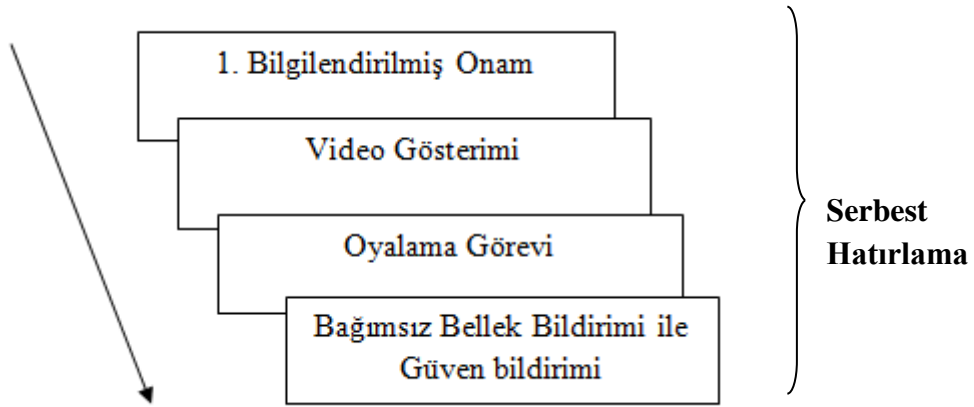 1. Bilgilendirilmiş Onam
Video Gösterimi
Oyalama Görevi
Bağımsız Bellek Bildirimi ile
Güven bildirimi
Serbest
Hatırlama